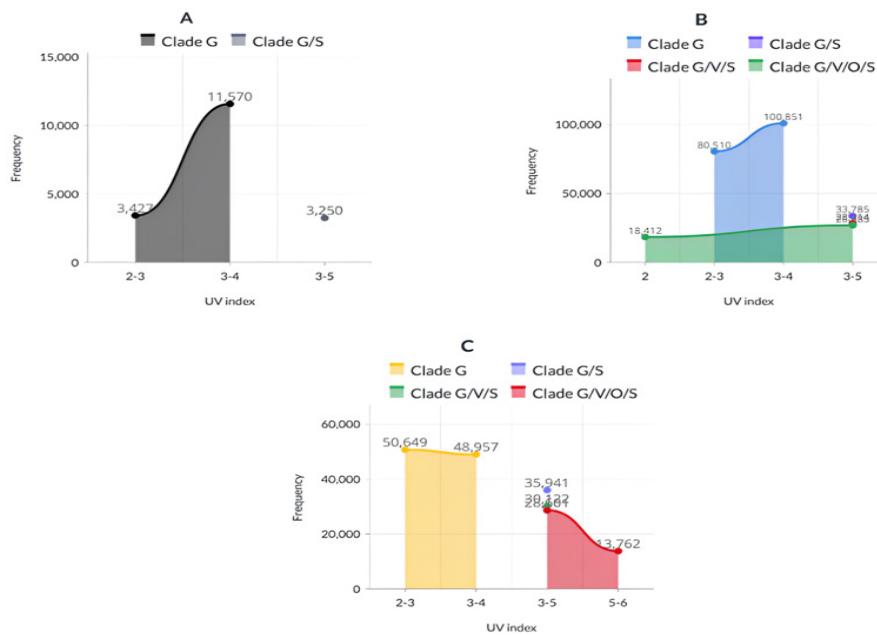 A
Clade G Clade G/S
15,000
11,570
10,000
Frequency
5,000
3,427
3,250
0
2-3 3-4 3-5
UV index
B
Clade G Clade G/S
Clade G/V/S Clade G/V/O/S
100,851
100,000
80,510
Frequency
50,000
33,785
18,412
0
2 2-3 3-4 3-5
UV index
C
Clade G Clade G/S
Clade G/V/S Clade G/V/O/S
60,000
50,649 48,957
40,000
35,941
30,122
Frequency
20,000
13,762
0
2-3 3-4 3-5 5-6
UV index